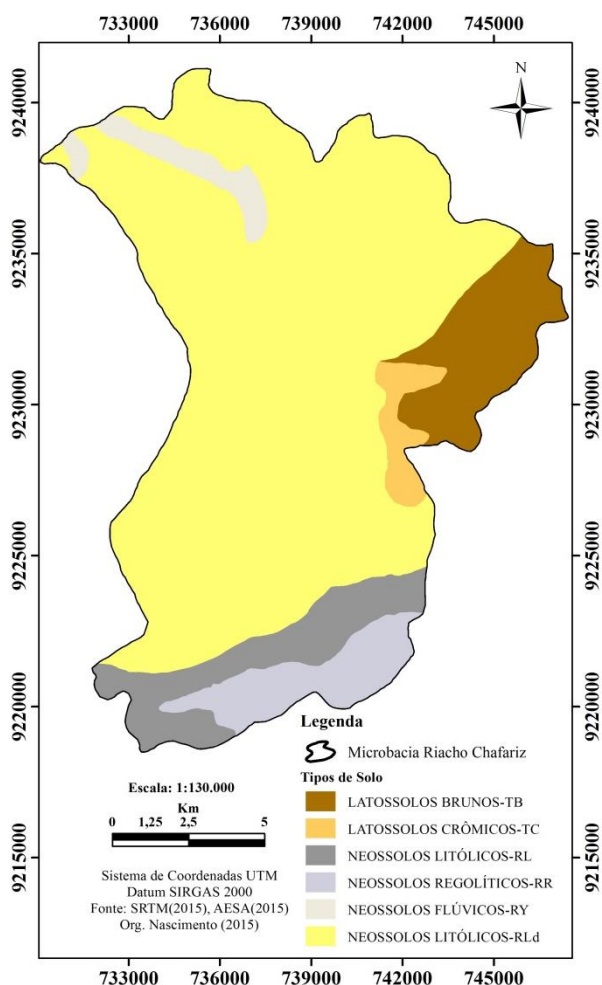 733000 736000 739000 742000 745000
N
9240000 9240000
9235000 9235000
9230000 9230000
9225000 9225000
9220000 9220000
9215000 9215000
Legenda
Microbacia Riacho Chafariz
Tipos de Solo
LATOSSOLOS BRUNOS-TB
LATOSSOLOS CRÔMICOS-TC
NEOSSOLOS LITÓLICOS-RL
NEOSSOLOS REGOLÍTICOS-RR
NEOSSOLOS FLÚVICOS-RY
NEOSSOLOS LITÓLICOS-RLd
Escala: 1:130.000
Km
0 1,25 2,5 5
Sistema de Coordenadas UTM
Datum SIRGAS 2000
Fonte: SRTM(2015), AESA(2015)
Org. Nascimento (2015)
733000 736000 739000 742000 745000